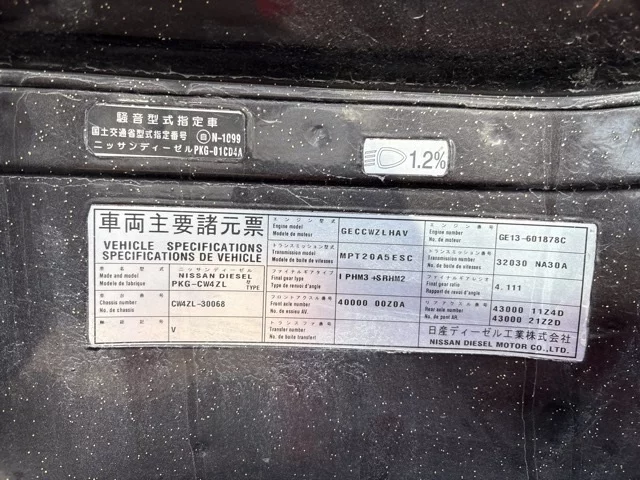 騒音型式指定車
国土交通省型式指定番号 自N-1099
ニッサンディーゼル PKG-01CD4A
1.2%
車両主要諸元票
VEHICLE SPECIFICATIONS
SPECIFICATIONS DE VEHICLE
車名型式
Made and model
Modele de fabrique
ニッサンディーゼル
NISSAN DIESEL
PKG-CW4ZL
TYPE
車台番号
Chassis number
No. de chassis
CW4ZL-30068
V
エンジン型式
Engine model
Modele de moteur
GECCWZLHAV
エンジン番号
Engine number
No. de moteur
GE13-601878C
トランスミッション型式
Transmission model
Modele de boite de vitesses
MPT20A5ESC
トランスミッション番号
Transmission number
No. de boite de vitesses
32030 NA30A
ファイナルギアタイプ
Final gear type
Type de renvoi d'angle
I PHM3 +SRHM2
ファイナルギアレシオ
Final gear ratio
Rapport de renvoi d'angle
4.111
フロントアクスル番号
Front axle number
No. de essieu AV.
40000 00Z0A
リヤアクスル番号
Rear axle number
No. de pont AR.
43000 11Z4D
43000 21Z2D
トランスファ番号
Transfer number
No. de boite transfert
日産ディーゼル工業株式会社
NISSAN DIESEL MOTOR CO.,LTD.